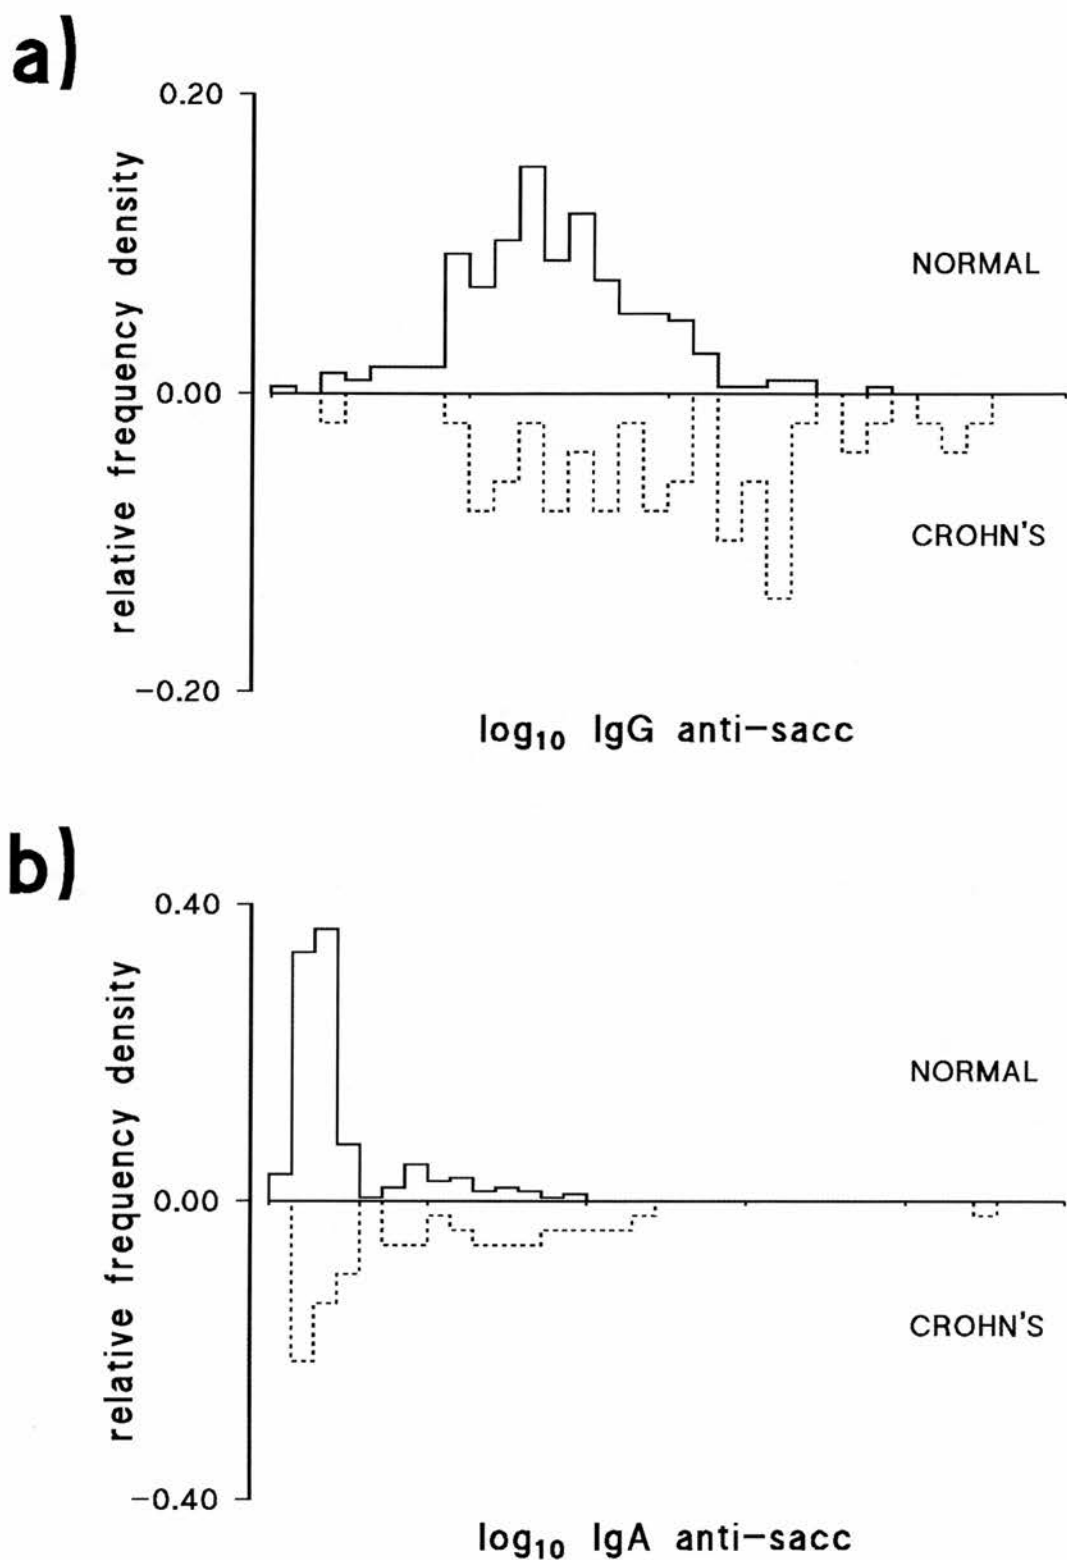 a)
0.20
NORMAL
relative frequency density
0.00
CROHN'S
−0.20
log₁₀ IgG anti−sacc
b)
0.40
NORMAL
relative frequency density
0.00
CROHN'S
−0.40
log₁₀ IgA anti−sacc